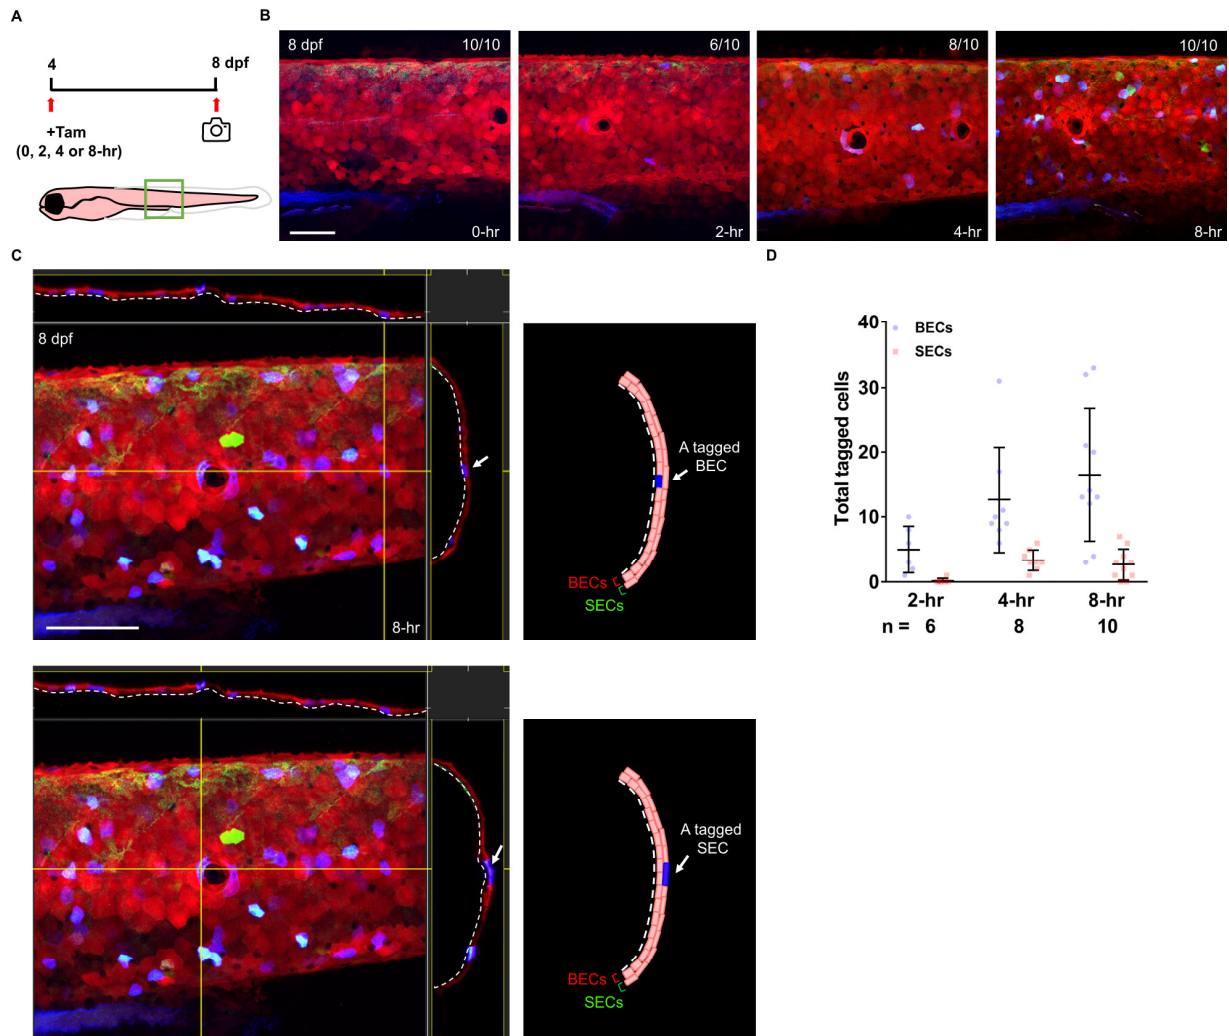 A
4
8 dpf
+Tam
(0, 2, 4 or 8-hr)
B
8 dpf
10/10
0-hr
6/10
2-hr
8/10
4-hr
10/10
8-hr
C
8 dpf
8-hr
A tagged
BEC
BECs
SECs
A tagged
SEC
BECs
SECs
D
Total tagged cells
40
30
20
10
0
BECs
SECs
2-hr
4-hr
8-hr
n = 6
8
10